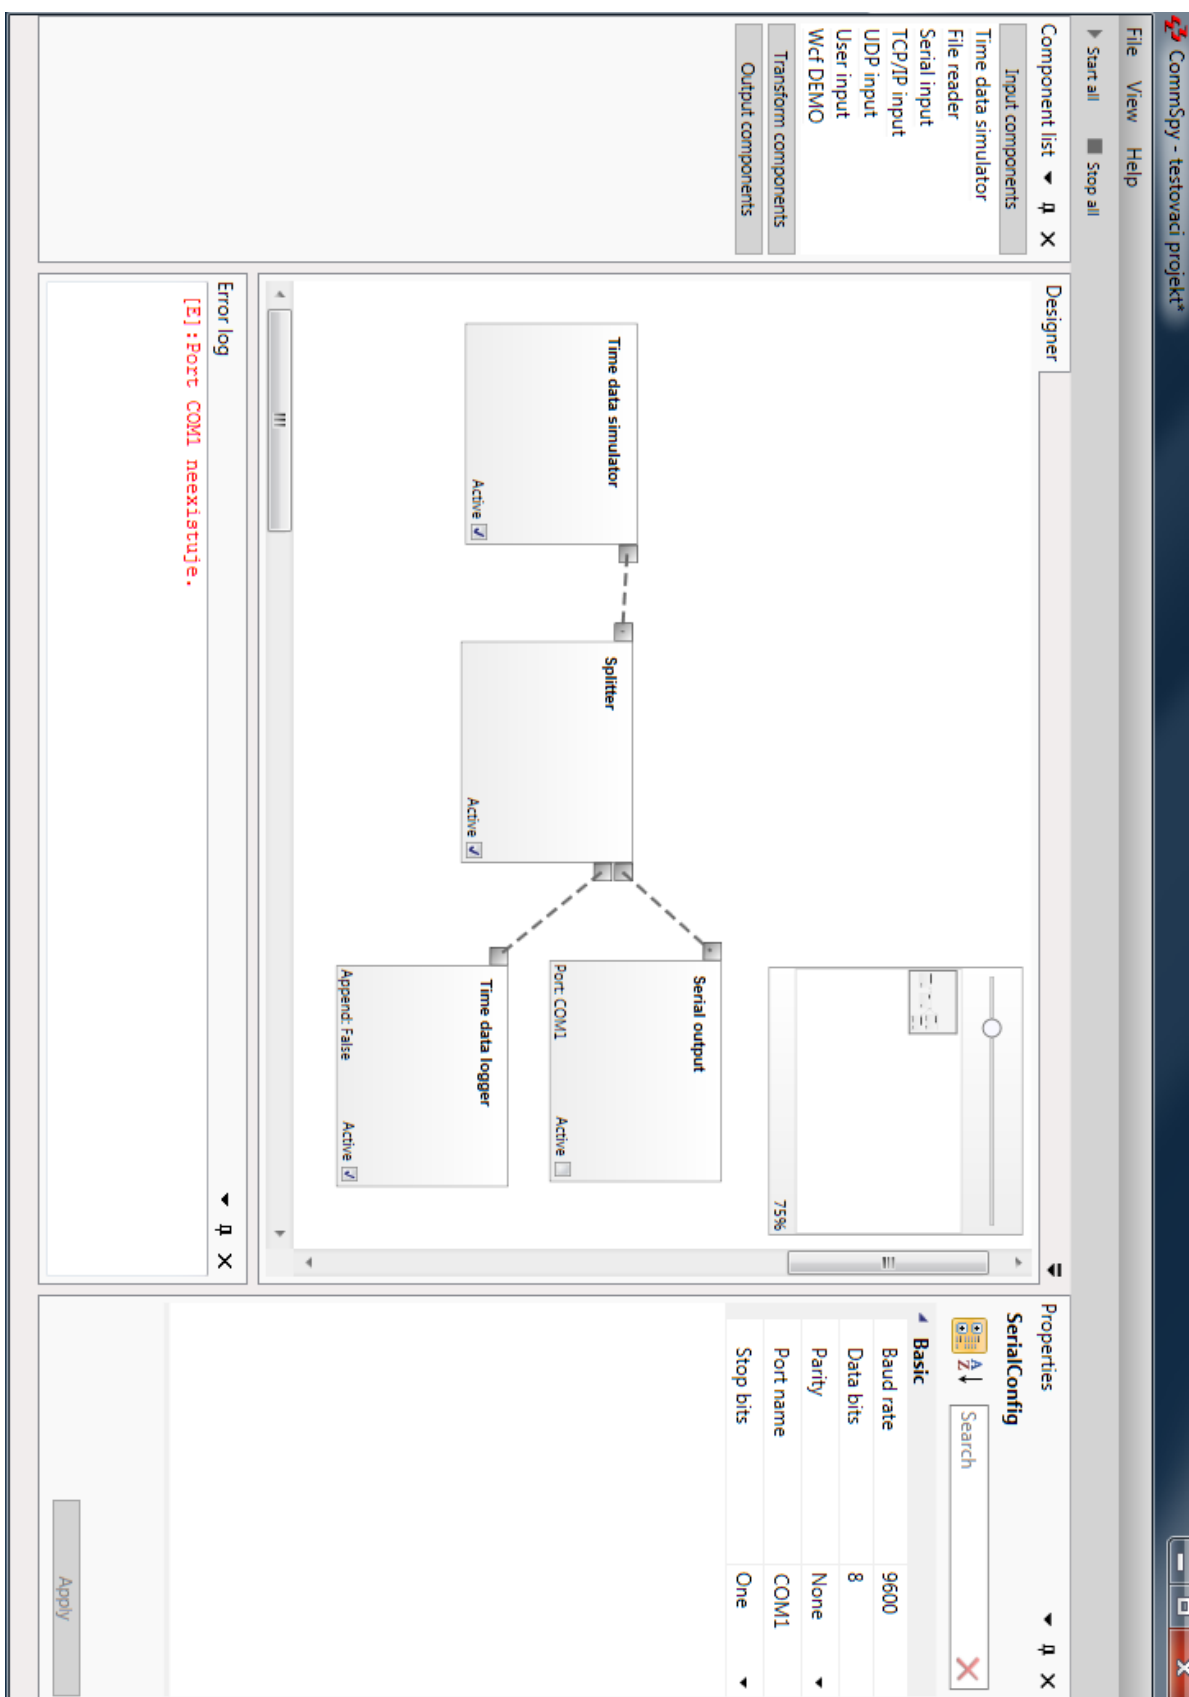 CommSpy - testovaci projekt*
File View Help
Start all Stop all
Component list
Input components
Time data simulator
File reader
Serial input
TCP/IP input
UDP input
User input
Wcf DEMO
Transform components
Output components
Designer
75%
Time data simulator
Active
Splitter
Active
Serial output
Port: COM1 Active
Time data logger
Append: False Active
Error log
[E]:Port COM1 neexistuje.
Properties
SerialConfig
Search
Basic
Baud rate 9600
Data bits 8
Parity None
Port name COM1
Stop bits One
Apply